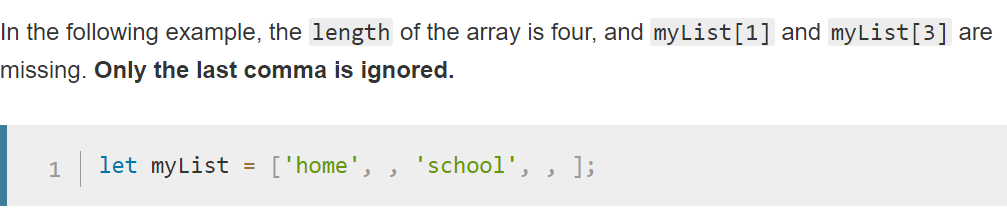 In the following example, the length of the array is four, and myList[1] and myList[3] are
missing. Only the last comma is ignored.
1 let myList = ['home', , 'school', , ];